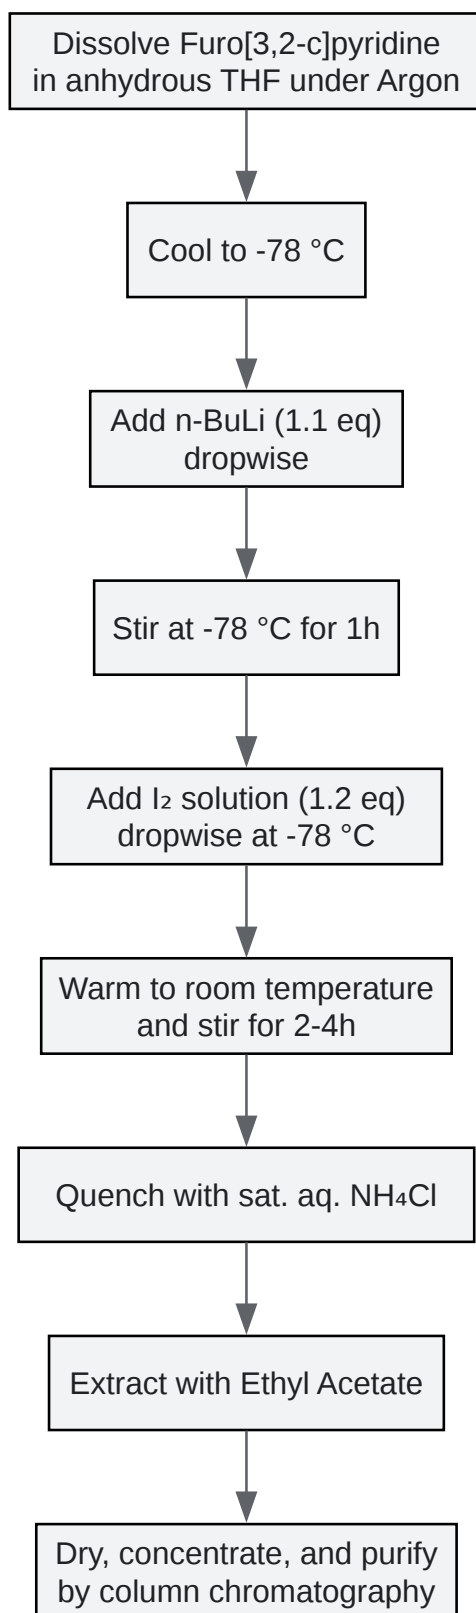 Dissolve Furo[3,2-c]pyridine
in anhydrous THF under Argon
Cool to -78 °C
Add n-BuLi (1.1 eq)
dropwise
Stir at -78 °C for 1h
Add I₂ solution (1.2 eq)
dropwise at -78 °C
Warm to room temperature
and stir for 2-4h
Quench with sat. aq. NH₄Cl
Extract with Ethyl Acetate
Dry, concentrate, and purify
by column chromatography